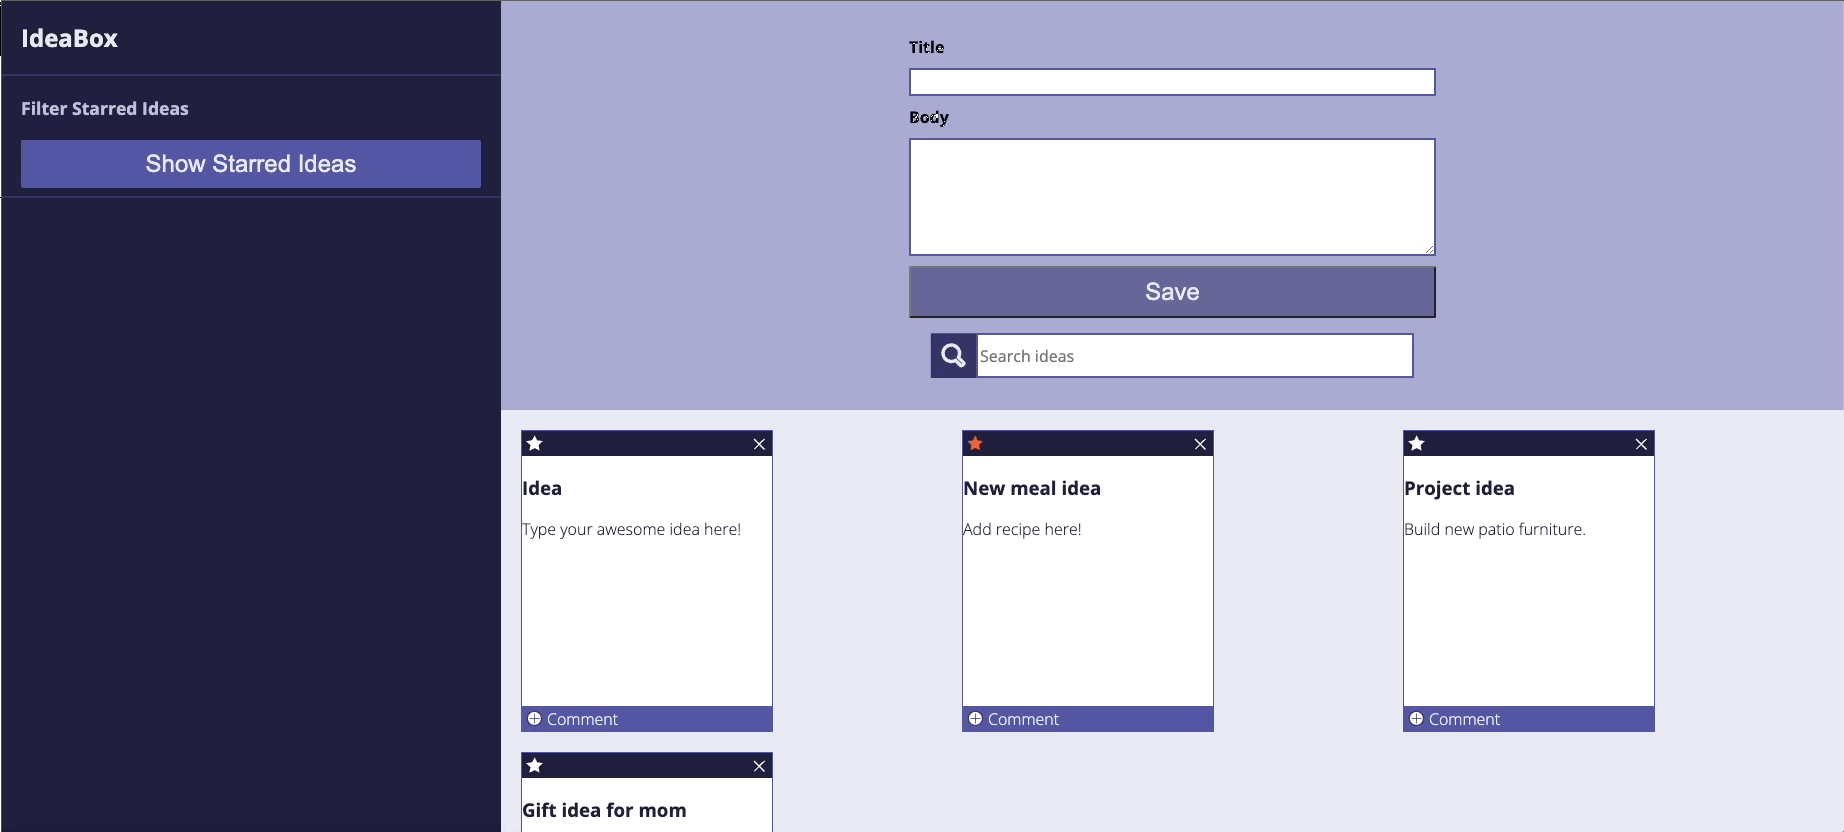 IdeaBox
Filter Starred Ideas
Show Starred Ideas
Title
Body
Save
Search ideas
Idea
Type your awesome idea here!
Comment
New meal idea
Add recipe here!
Comment
Project idea
Build new patio furniture.
Comment
Gift idea for mom